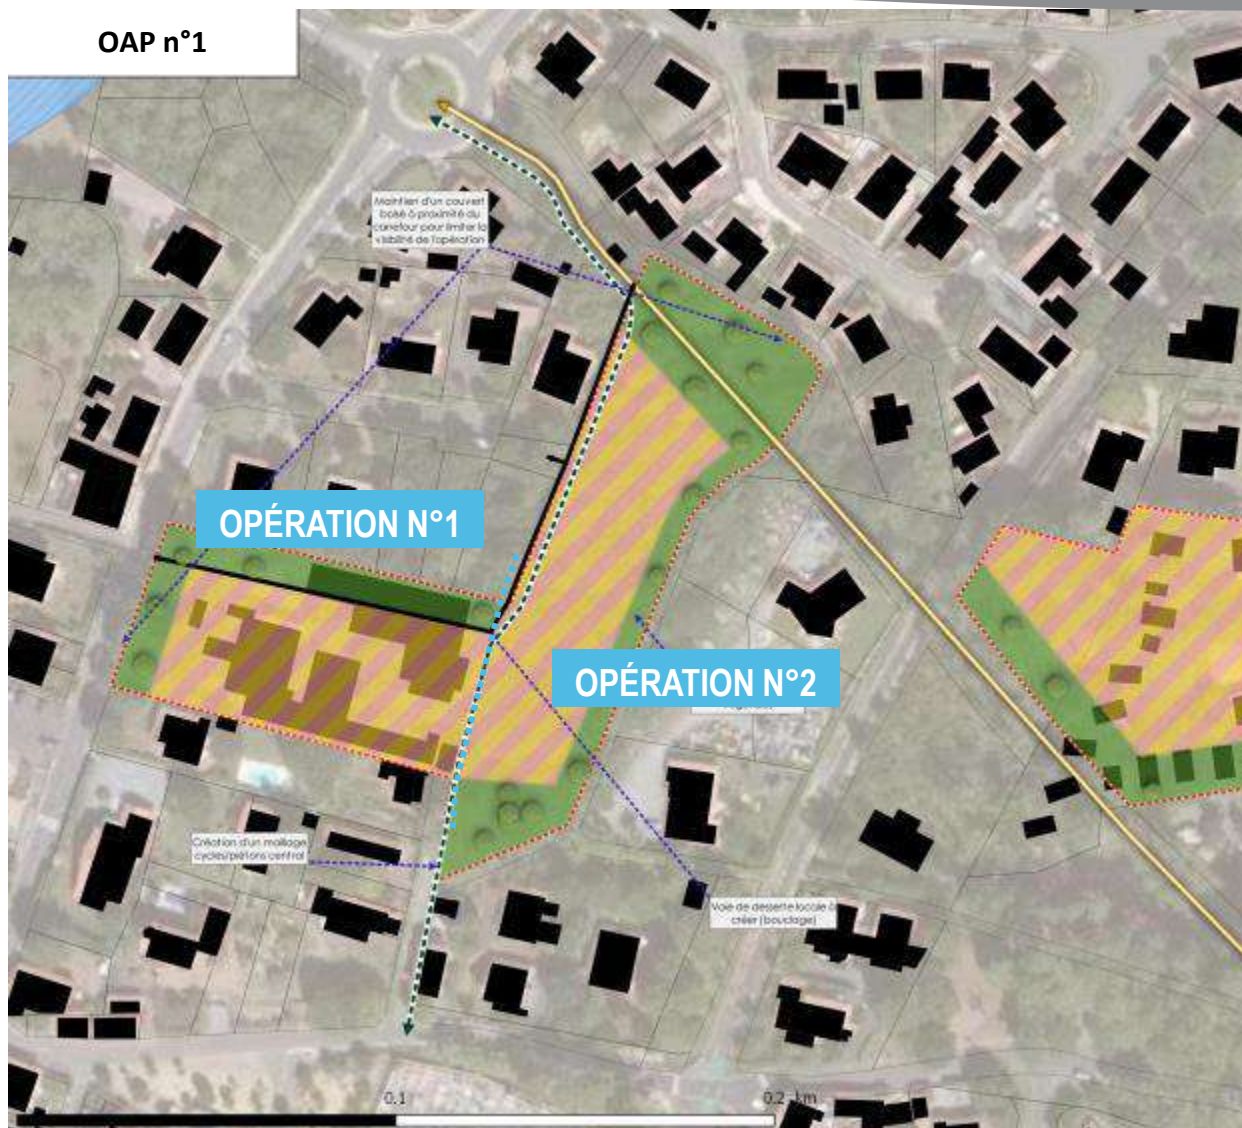 OAP n°1
Maintien d'un couvert
boisé à proximité du
carrefour pour limiter la
visibilité de l'opération
OPÉRATION N°1
OPÉRATION N°2
Création d'un maillage
cycles/piétons central
Voie de desserte locale à
créer (bouclage)
0.1
0.2 km